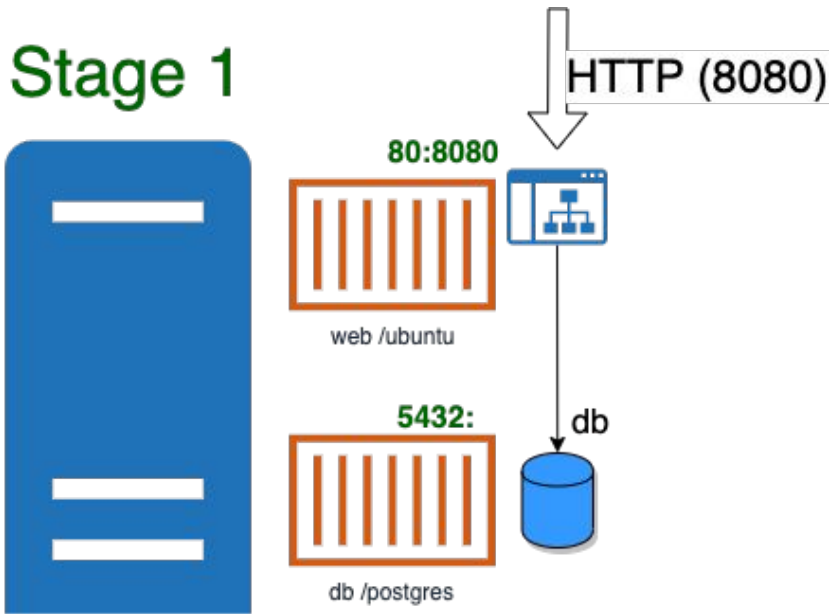 Stage 1
HTTP (8080)
80:8080
web /ubuntu
5432:
db
db /postgres